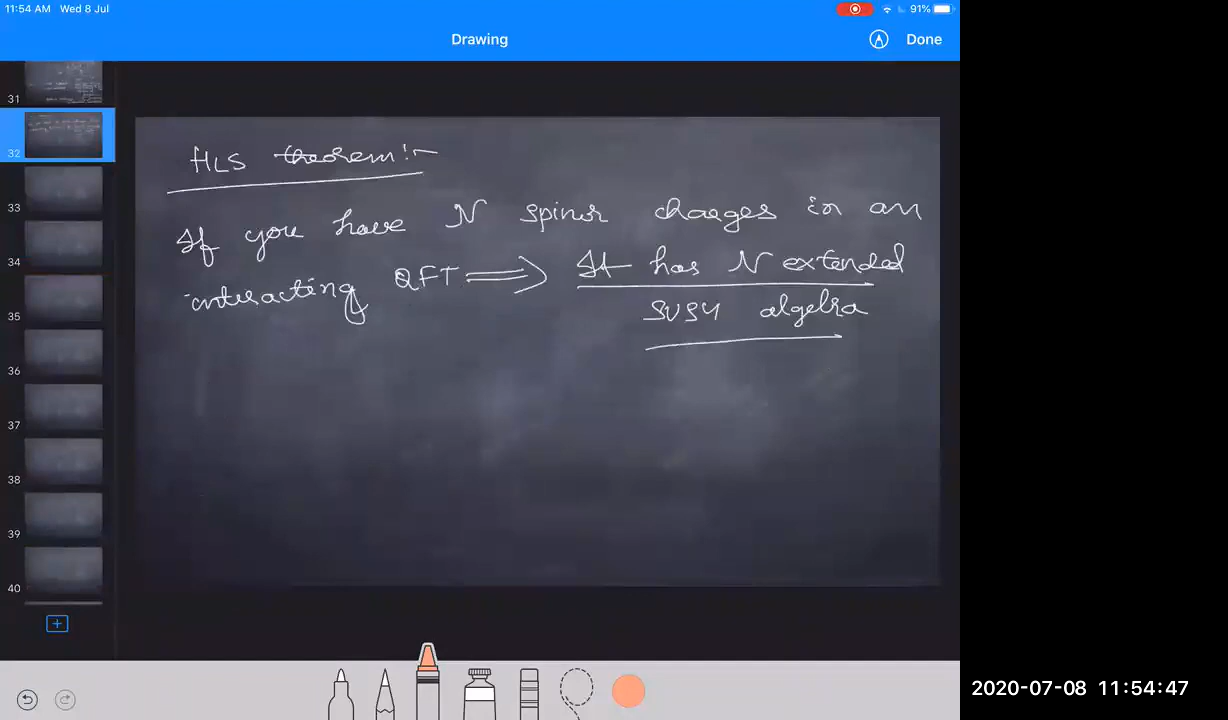 11:54 AM Wed 8 Jul
91%
Drawing
Done
31
32
33
34
35
36
37
38
39
40
HLS theorem :-
If you have N spinor charges in an
interacting QFT ⟹ It has N extended
SUSY algebra
2020-07-08 11:54:47